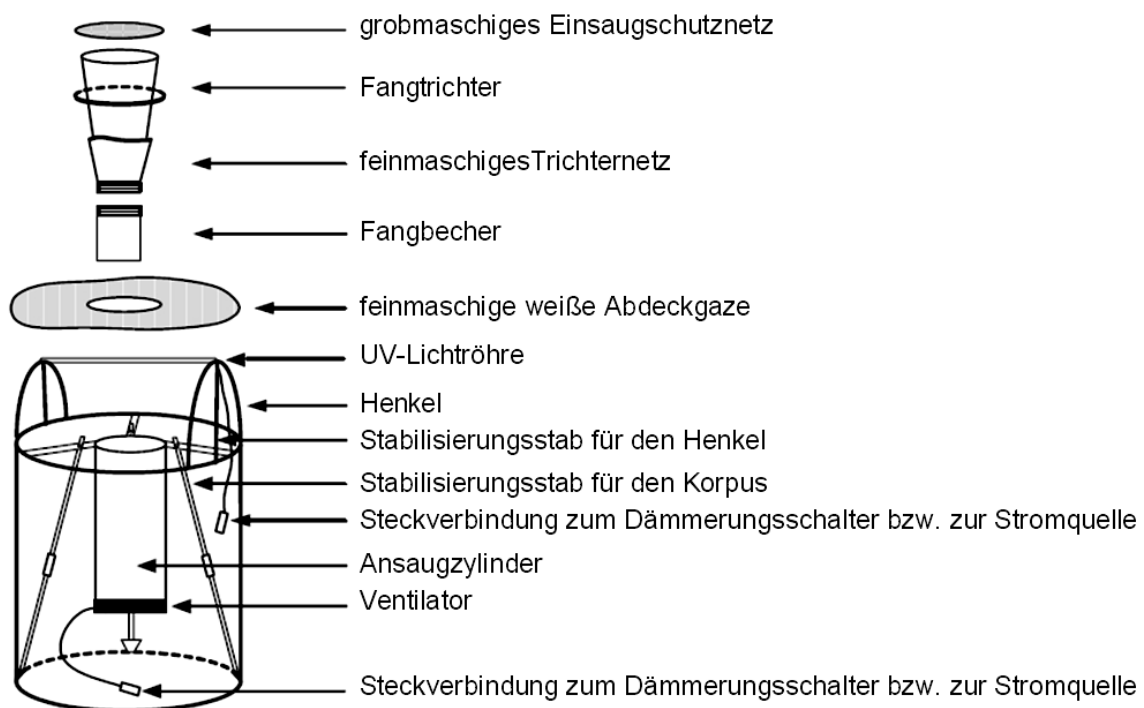 grobmaschiges Einsaugschutznetz
Fangtrichter
feinmaschigesTrichternetz
Fangbecher
feinmaschige weiße Abdeckgaze
UV-Lichtröhre
Henkel
Stabilisierungsstab für den Henkel
Stabilisierungsstab für den Korpus
Steckverbindung zum Dämmerungsschalter bzw. zur Stromquelle
Ansaugzylinder
Ventilator
Steckverbindung zum Dämmerungsschalter bzw. zur Stromquelle